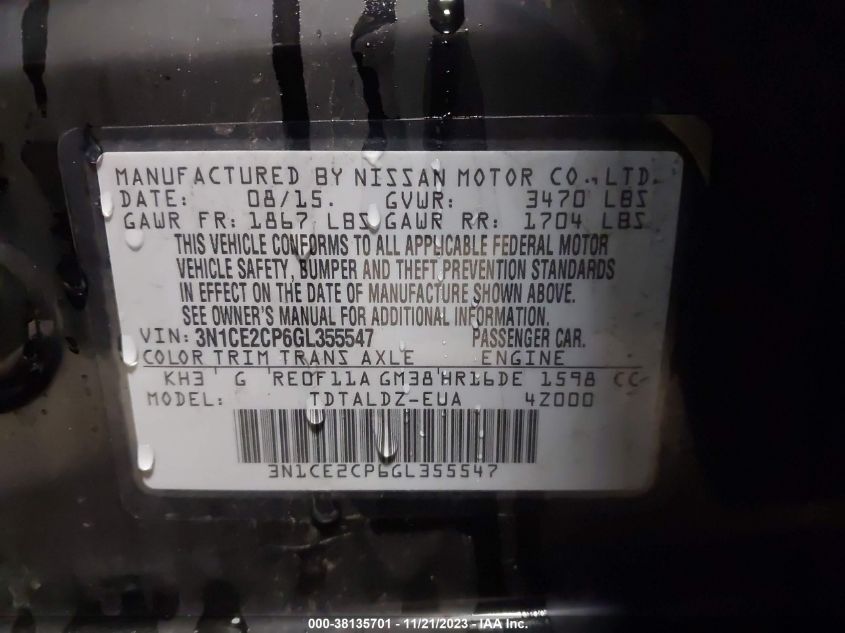 MANUFACTURED BY NISSAN MOTOR CO., LTD.
DATE: 08/15. GVWR: 3470 LBS
GAWR FR: 1867 LBS GAWR RR: 1704 LBS
THIS VEHICLE CONFORMS TO ALL APPLICABLE FEDERAL MOTOR
VEHICLE SAFETY, BUMPER AND THEFT PREVENTION STANDARDS
IN EFFECT ON THE DATE OF MANUFACTURE SHOWN ABOVE.
SEE OWNER'S MANUAL FOR ADDITIONAL INFORMATION.
VIN: 3N1CE2CP6GL355547 PASSENGER CAR.
COLOR TRIM TRANS AXLE ENGINE
KH3 G RE0F11A GM38 HR16DE 1598 CC
MODEL: TDTALDZ-EUA 4Z000
3N1CE2CP6GL355547
000-38135701 - 11/21/2023 - IAA Inc.